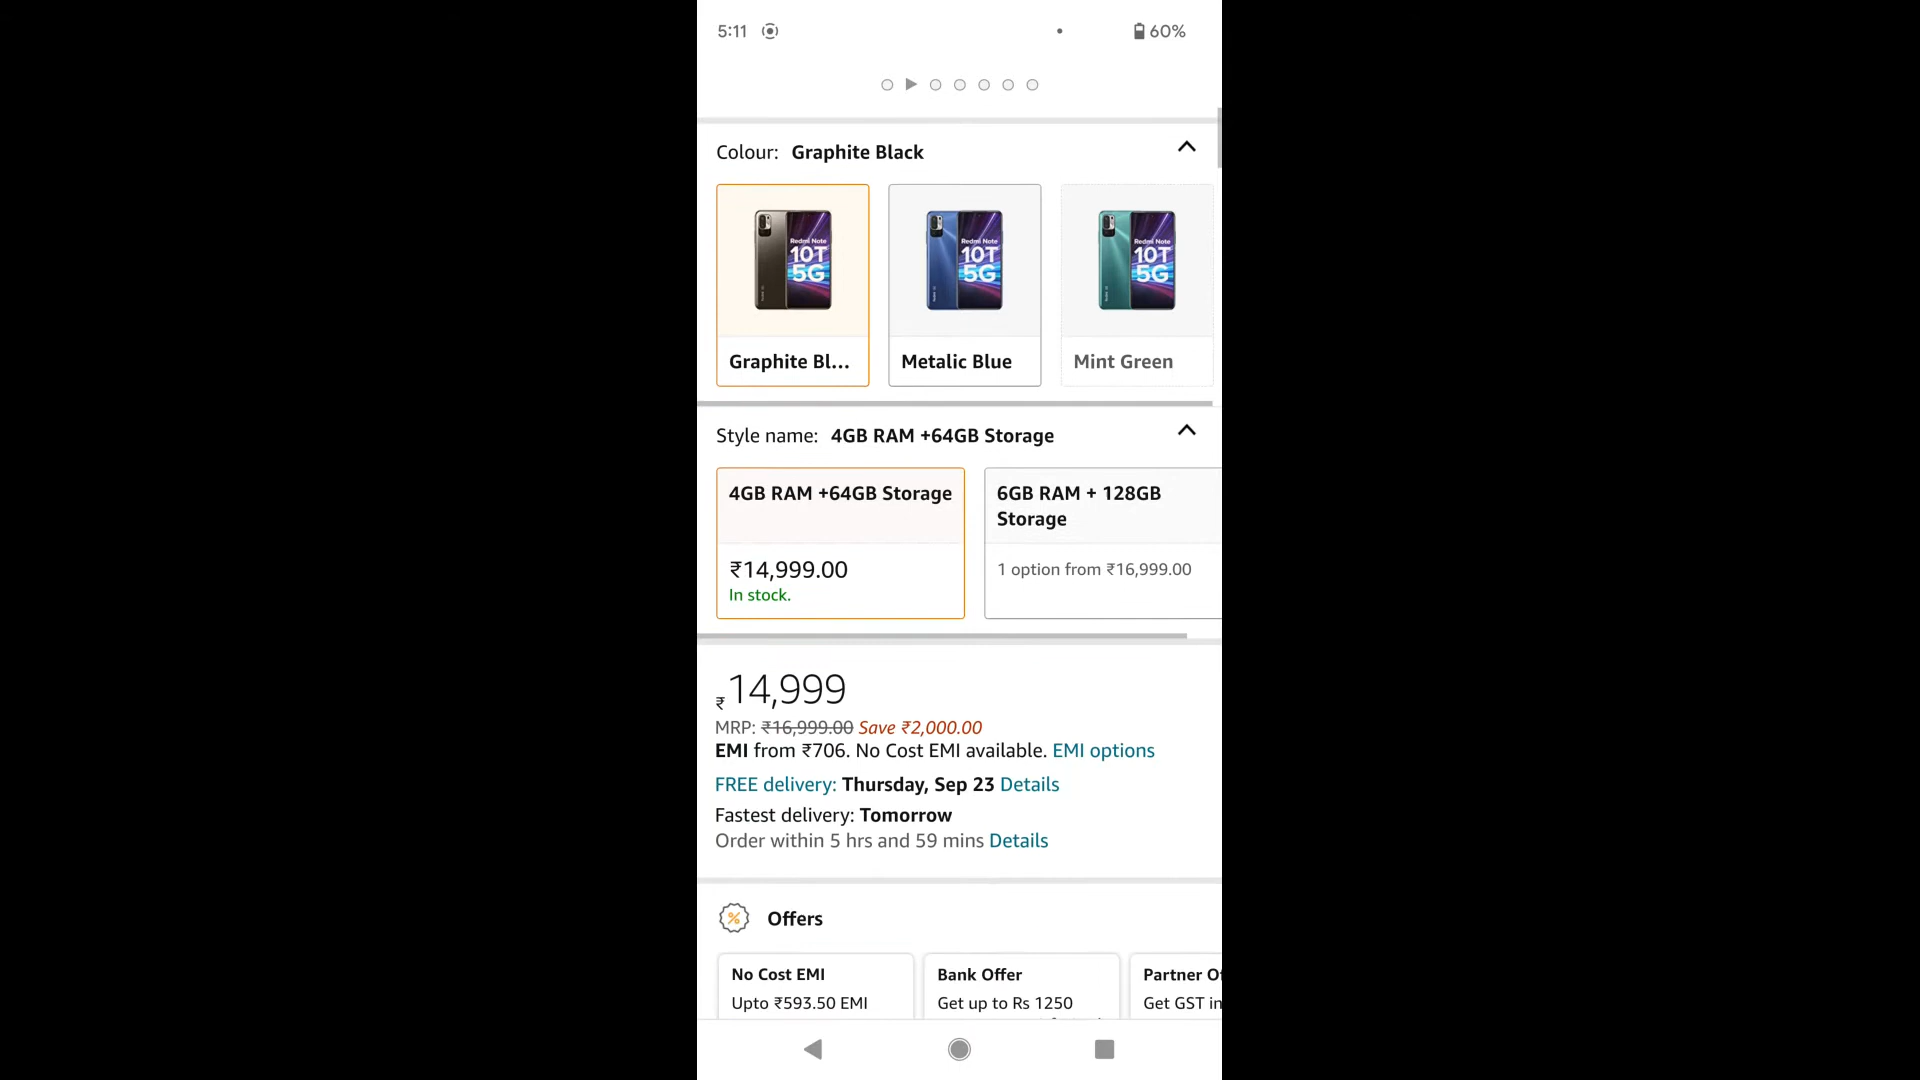 5:11 60%
Colour: Graphite Black
Redmi Note
10T
5G
Redmi Note
10T
5G
Redmi Note
10T
5G
Graphite Bl... Metalic Blue Mint Green
Style name: 4GB RAM +64GB Storage
4GB RAM +64GB Storage
₹14,999.00
In stock.
6GB RAM + 128GB
Storage
1 option from ₹16,999.00
₹14,999
MRP: ₹16,999.00 Save ₹2,000.00
EMI from ₹706. No Cost EMI available. EMI options
FREE delivery: Thursday, Sep 23 Details
Fastest delivery: Tomorrow
Order within 5 hrs and 59 mins Details
% Offers
No Cost EMI
Upto ₹593.50 EMI
Bank Offer
Get up to Rs 1250
Partner Of
Get GST in